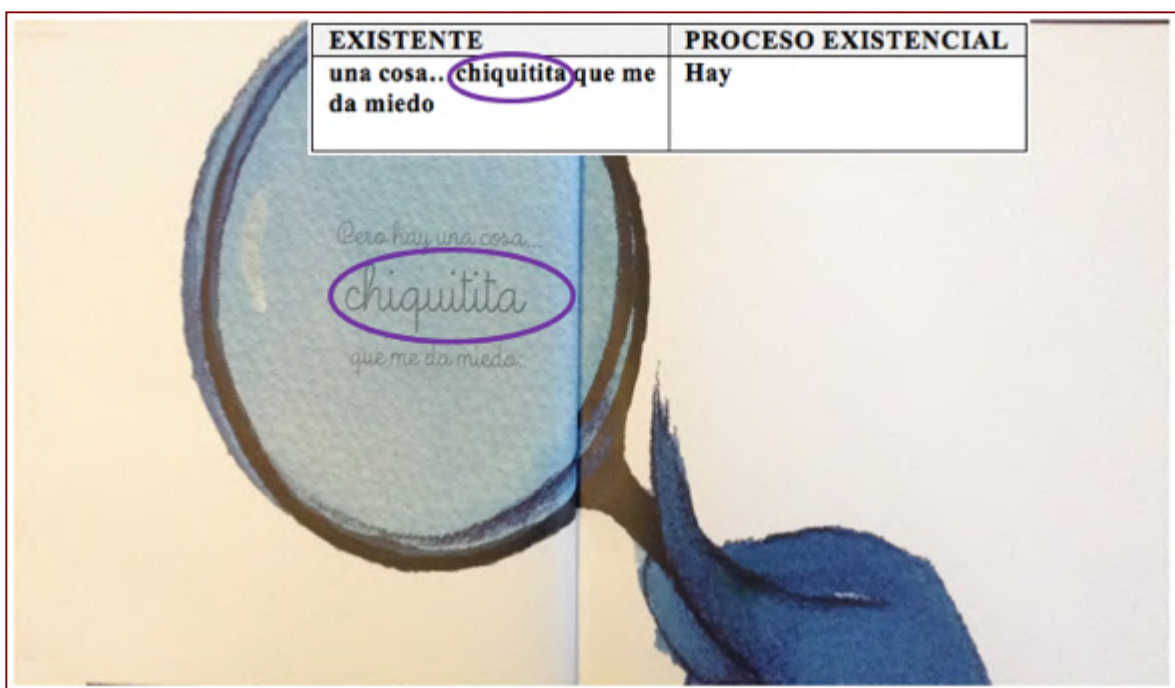 EXISTENTE PROCESO EXISTENCIAL
una cosa... chiquitita que me Hay
da miedo
Pero hay una cosa...
chiquitita
que me da miedo: